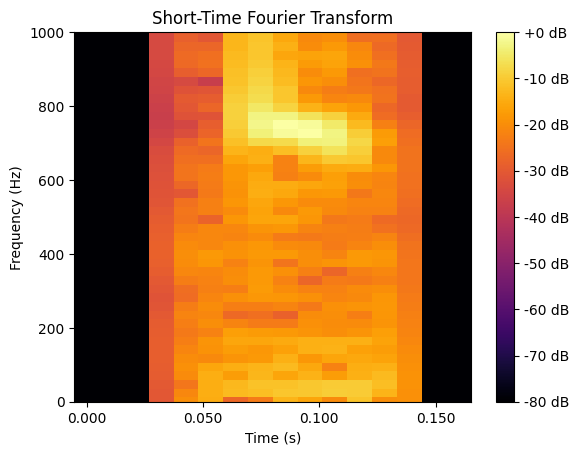 Short-Time Fourier Transform
1000
800
600
400
200
0
Frequency (Hz)
0.000
0.050
0.100
0.150
Time (s)
+0 dB
-10 dB
-20 dB
-30 dB
-40 dB
-50 dB
-60 dB
-70 dB
-80 dB